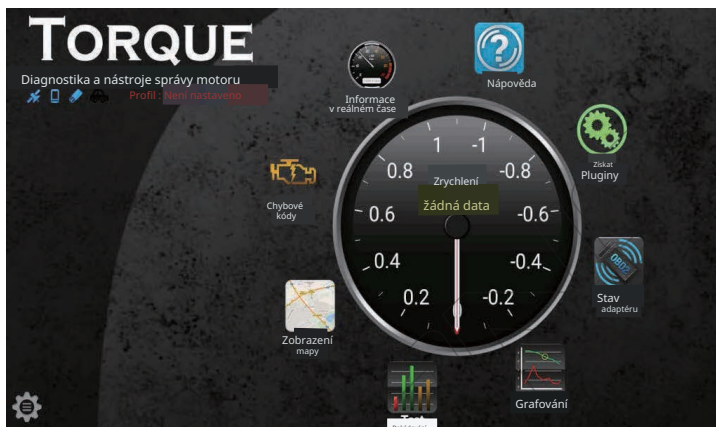 TORQUE
Diagnostika a nástroje správy motoru
Profil : Není nastaveno
Informace
v reálném čase
Nápověda
Získat
Pluginy
Chybové
kódy
Zrychlení
žádná data
1 -1
0.8 -0.8
0.6 -0.6
0.4 -0.4
0.2 -0.2
OBD2
Stav
adaptéru
Zobrazení
mapy
Grafování
Test